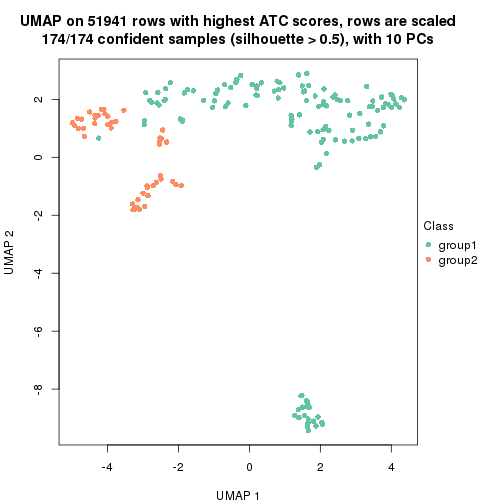 UMAP on 51941 rows with highest ATC scores, rows are scaled
174/174 confident samples (silhouette > 0.5), with 10 PCs
2
0
-2
-4
-6
-8
UMAP 2
-4
-2
0
2
4
UMAP 1
Class
group1
group2